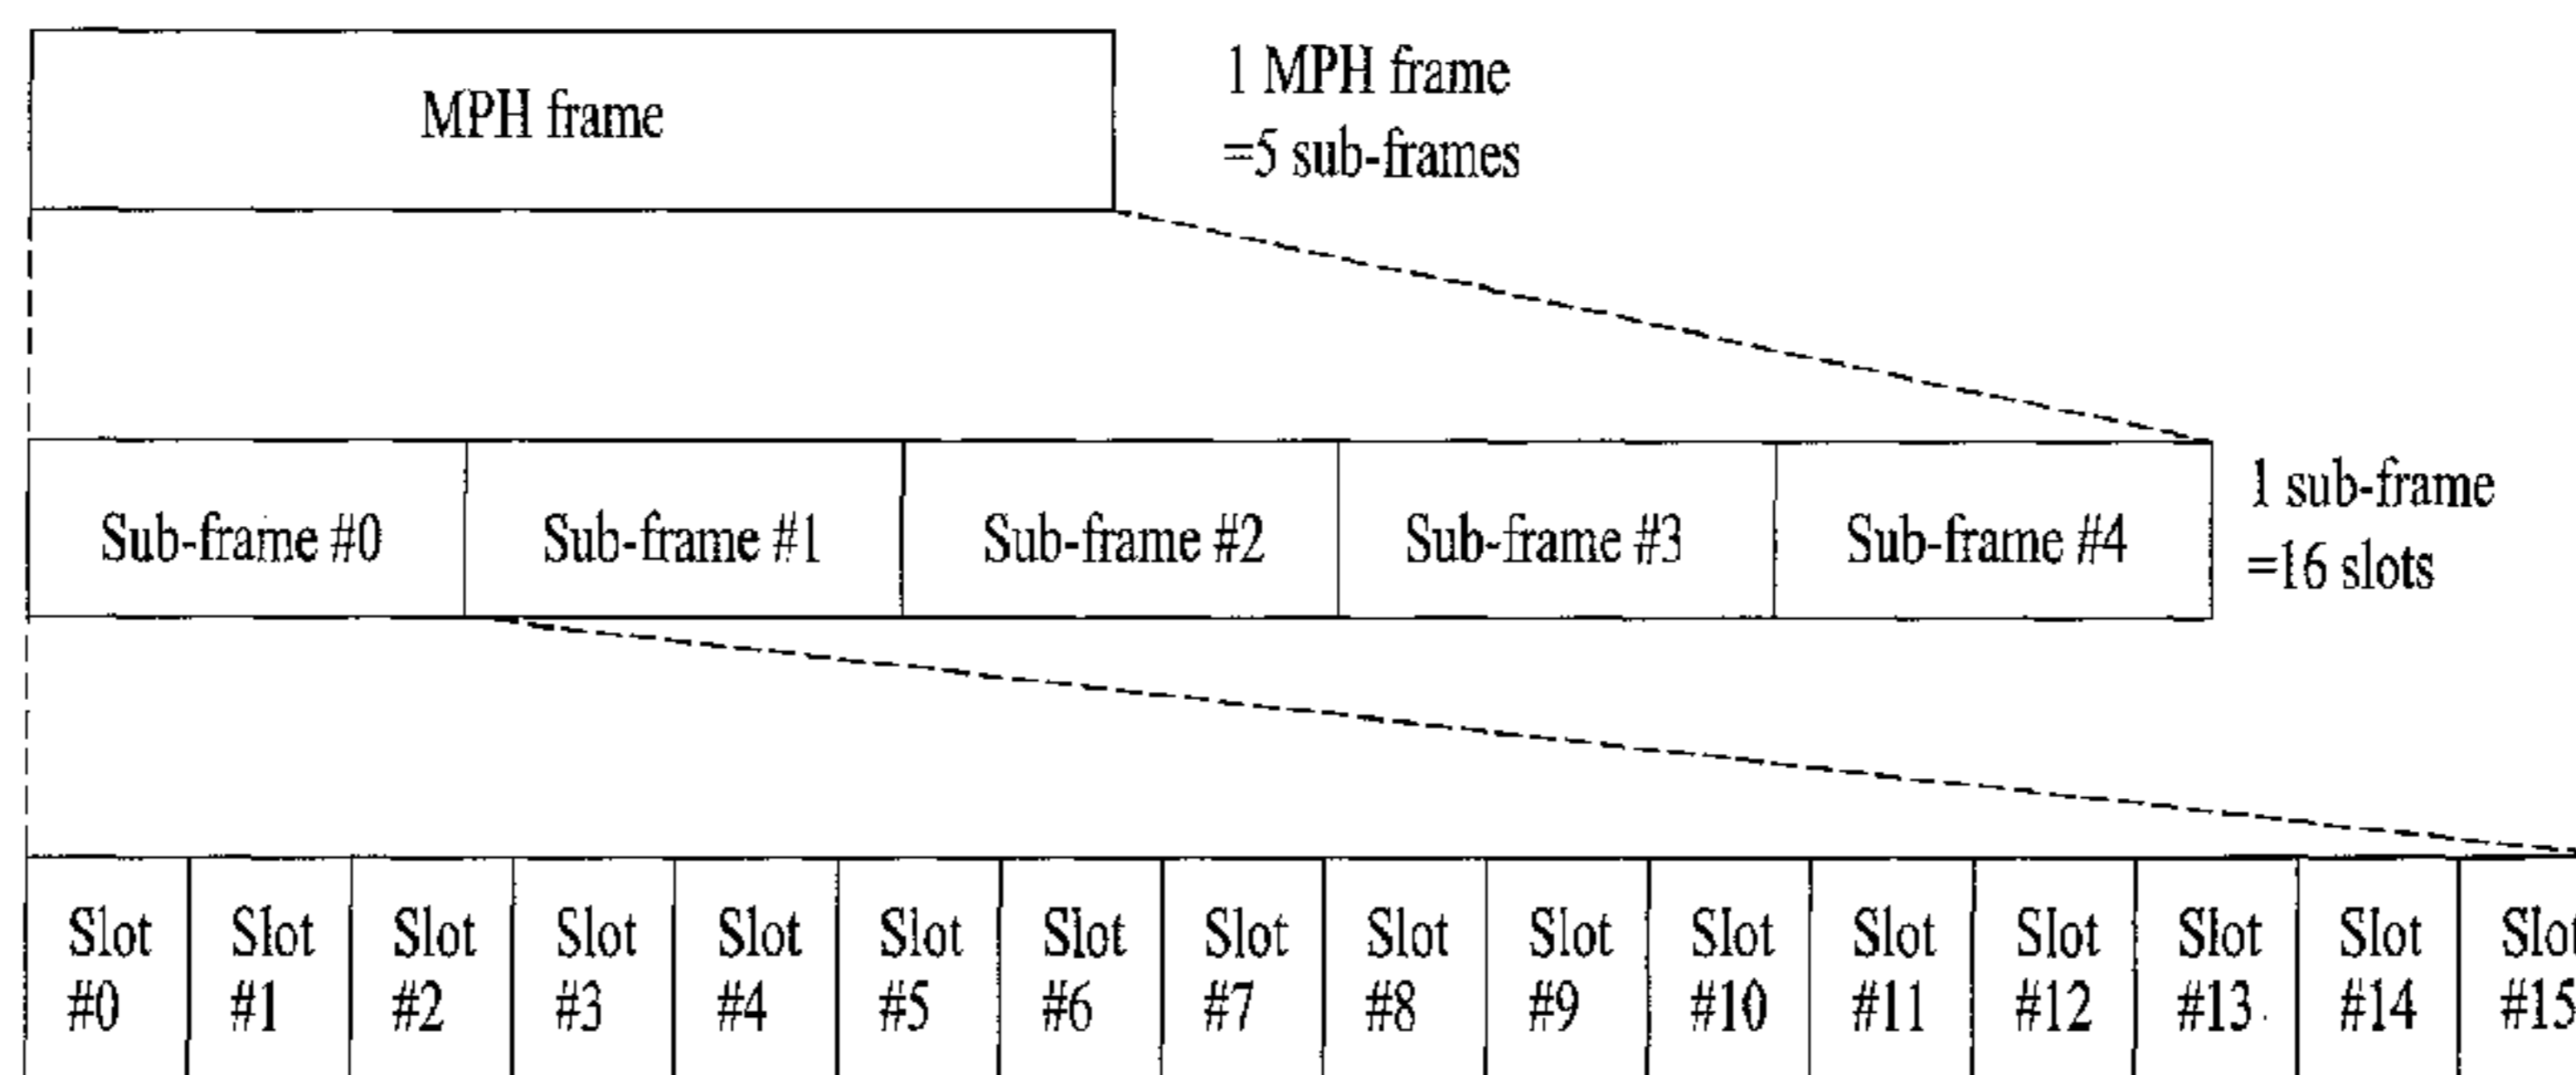 MPH frame
1 MPH frame
=5 sub-frames
Sub-frame #0
Sub-frame #1
Sub-frame #2
Sub-frame #3
Sub-frame #4
1 sub-frame
=16 slots
Slot
#0
Slot
#1
Slot
#2
Slot
#3
Slot
#4
Slot
#5
Slot
#6
Slot
#7
Slot
#8
Slot
#9
Slot
#10
Slot
#11
Slot
#12
Slot
#13
Slot
#14
Slot
#15